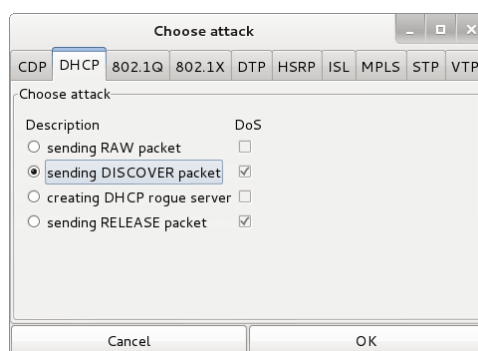 Choose attack
CDP DHCP 802.1Q 802.1X DTP HSRP ISL MPLS STP VTP
Choose attack
Description DoS
sending RAW packet
sending DISCOVER packet
creating DHCP rogue server
sending RELEASE packet
Cancel OK